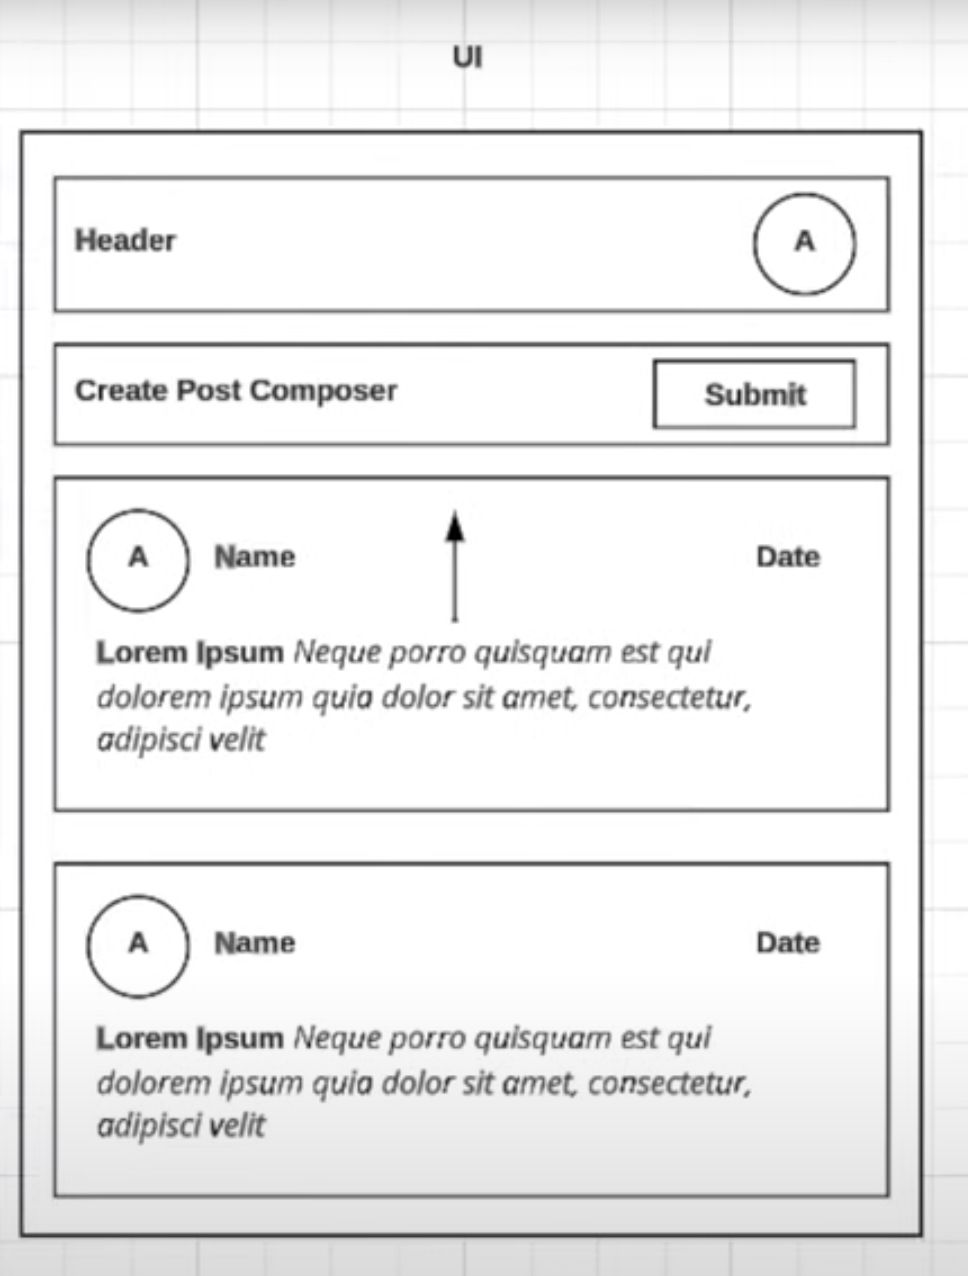 UI
Header A
Create Post Composer Submit
A Name Date
Lorem Ipsum Neque porro quisquam est qui
dolorem ipsum quia dolor sit amet, consectetur,
adipisci velit
A Name Date
Lorem Ipsum Neque porro quisquam est qui
dolorem ipsum quia dolor sit amet, consectetur,
adipisci velit